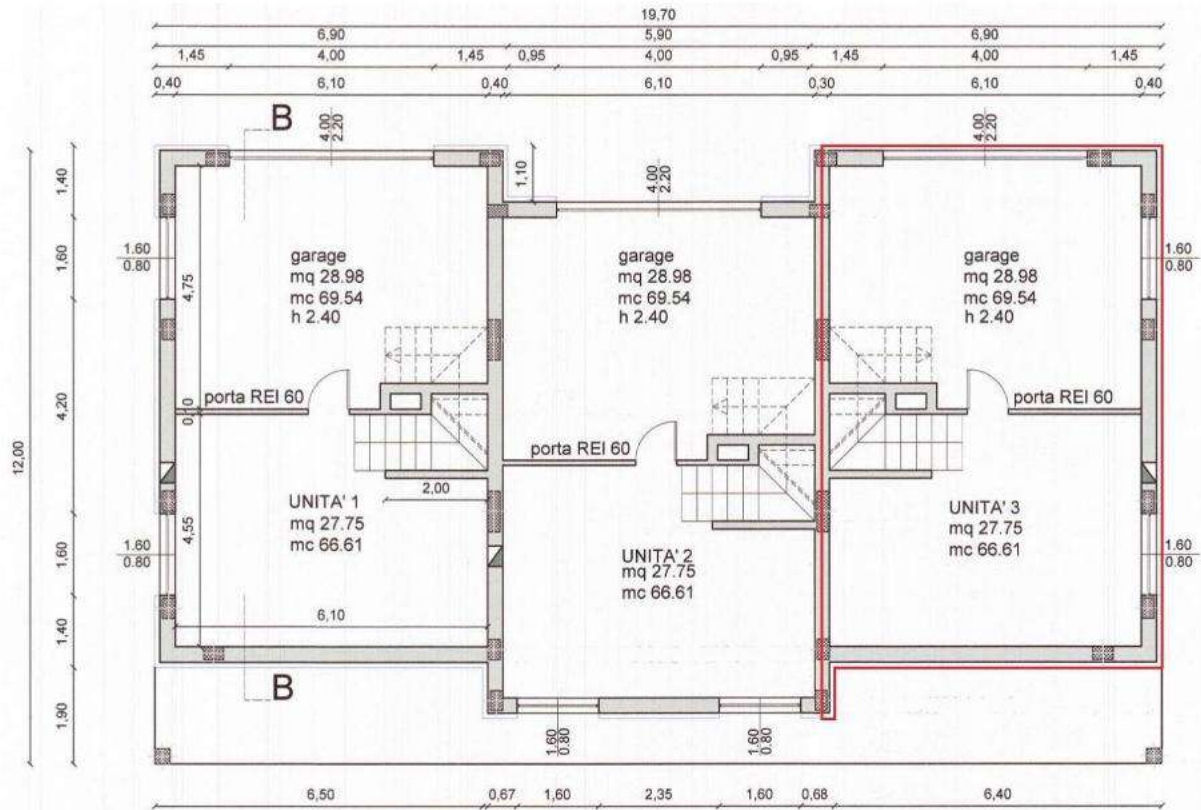 19,70
6,90 5,90 6,90
1,45 4,00 1,45 0,95 4,00 0,95 1,45 4,00 1,45
0,40 6,10 0,40 6,10 0,30 6,10 0,40
B
4.00
2.20
4.00
2.20
4.00
2.20
1,10
12,00
1,40
1,60
4,20
1,60
1,40
1,90
1.60
0.80
1.60
0.80
4,75
0,10
4,55
garage
mq 28.98
mc 69.54
h 2.40
porta REI 60
2,00
UNITA' 1
mq 27.75
mc 66.61
6,10
B
garage
mq 28.98
mc 69.54
h 2.40
porta REI 60
UNITA' 2
mq 27.75
mc 66.61
1.60
0.80
1.60
0.80
garage
mq 28.98
mc 69.54
h 2.40
porta REI 60
UNITA' 3
mq 27.75
mc 66.61
1.60
0.80
1.60
0.80
6,50 0,67 1,60 2,35 1,60 0,68 6,40